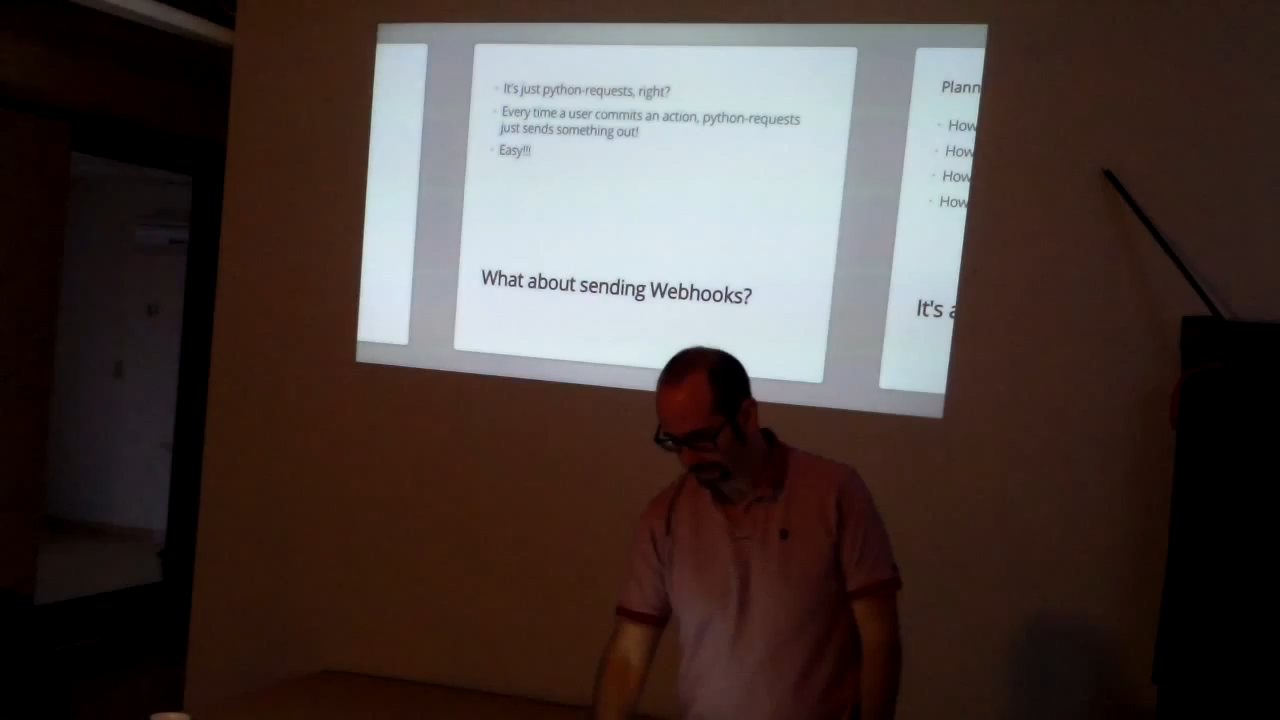 It's just python-requests, right?
Every time a user commits an action, python-requests
just sends something out!
Easy!!!
What about sending Webhooks?
Plann
How
How
How
How
It's a